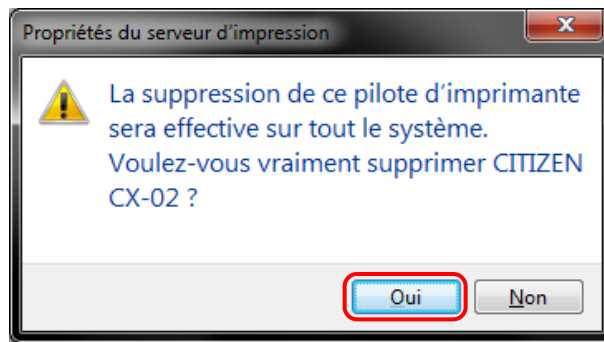 Propriétés du serveur d’impression
La suppression de ce pilote d’imprimante
sera effective sur tout le système.
Voulez-vous vraiment supprimer CITIZEN
CX-02 ?
Oui
Non